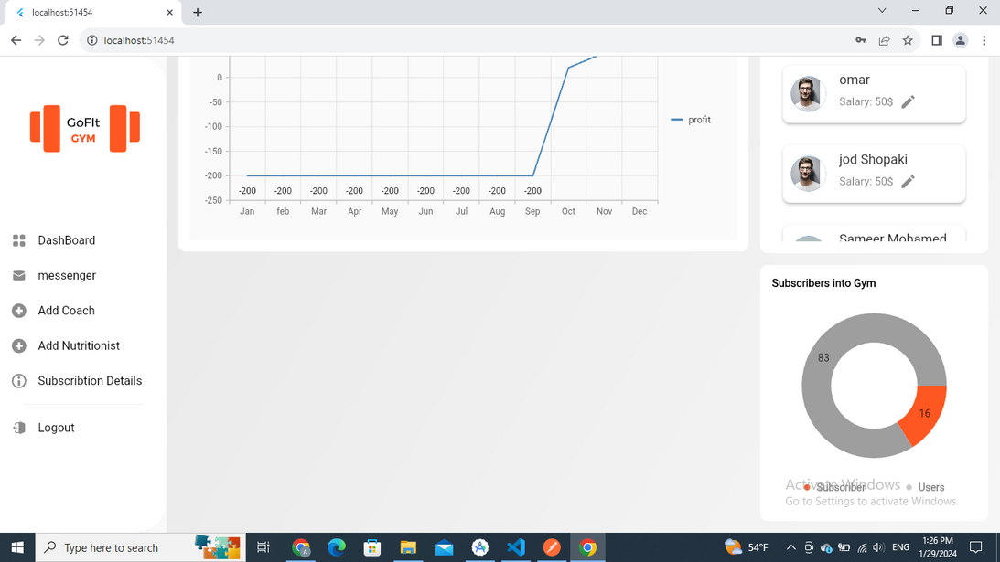 localhost:51454
localhost:51454
GoFIt
GYM
DashBoard
messenger
Add Coach
Add Nutritionist
Subscribtion Details
Logout
0
-50
-100
-150
-200
-250
-200 -200 -200 -200 -200 -200 -200 -200 -200
Jan feb Mar Apr May Jun Jul Aug Sep Oct Nov Dec
profit
omar
Salary: 50$
jod Shopaki
Salary: 50$
Sameer Mohamed
Subscribers into Gym
83
16
Subscriber Users
Activate Windows
Go to Settings to activate Windows.
Type here to search
54°F
ENG
1:26 PM
1/29/2024